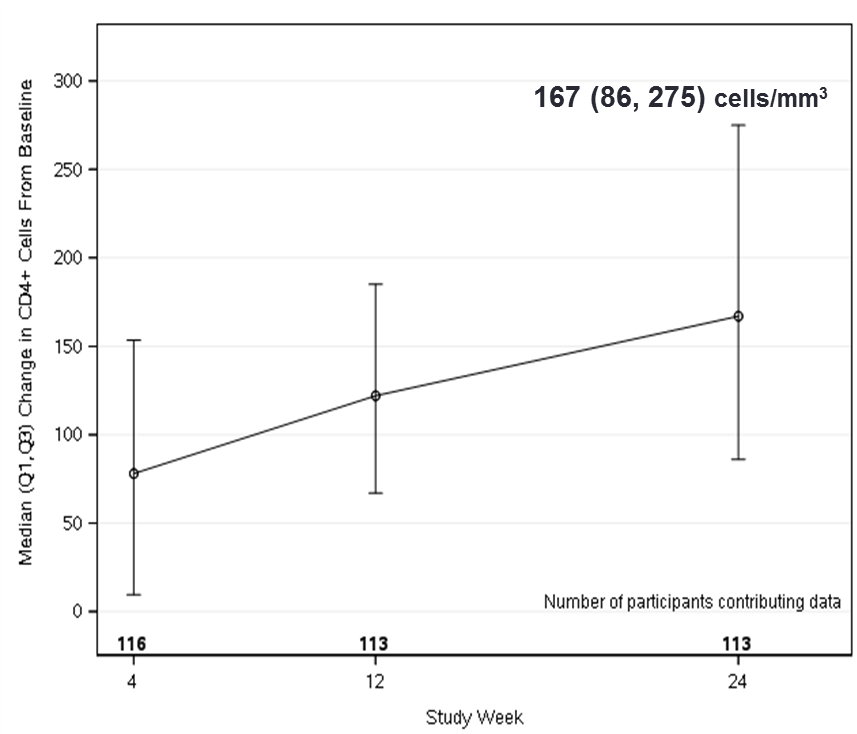 Median (Q1,Q3) Change in CD4+ Cells From Baseline
300
250
200
150
100
50
0
167 (86, 275) cells/mm³
Number of participants contributing data
116 113 113
4 12 24
Study Week